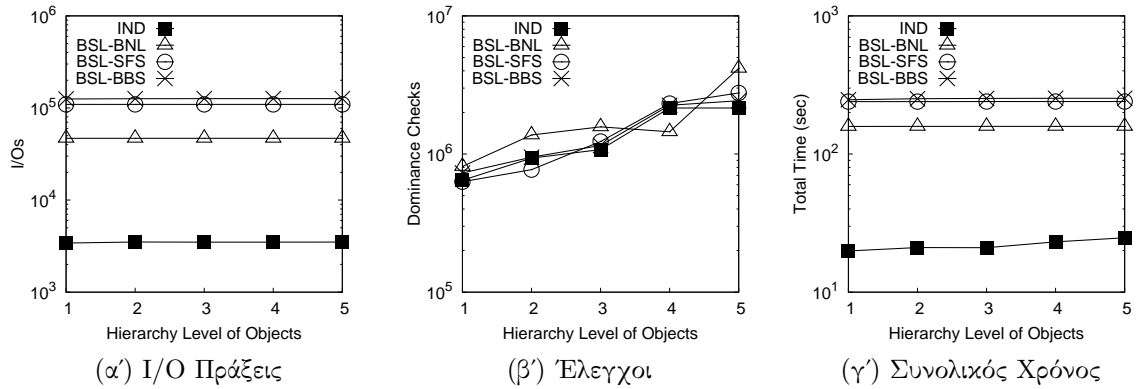 10^6
10^5
10^4
10^3
I/Os
IND
BSL-BNL
BSL-SFS
BSL-BBS
1 2 3 4 5
Hierarchy Level of Objects
(αʹ) I/O Πράξεις
10^7
10^6
10^5
Dominance Checks
IND
BSL-BNL
BSL-SFS
BSL-BBS
1 2 3 4 5
Hierarchy Level of Objects
(βʹ) Έλεγχοι
10^3
10^2
10^1
Total Time (sec)
IND
BSL-BNL
BSL-SFS
BSL-BBS
1 2 3 4 5
Hierarchy Level of Objects
(γʹ) Συνολικός Χρόνος